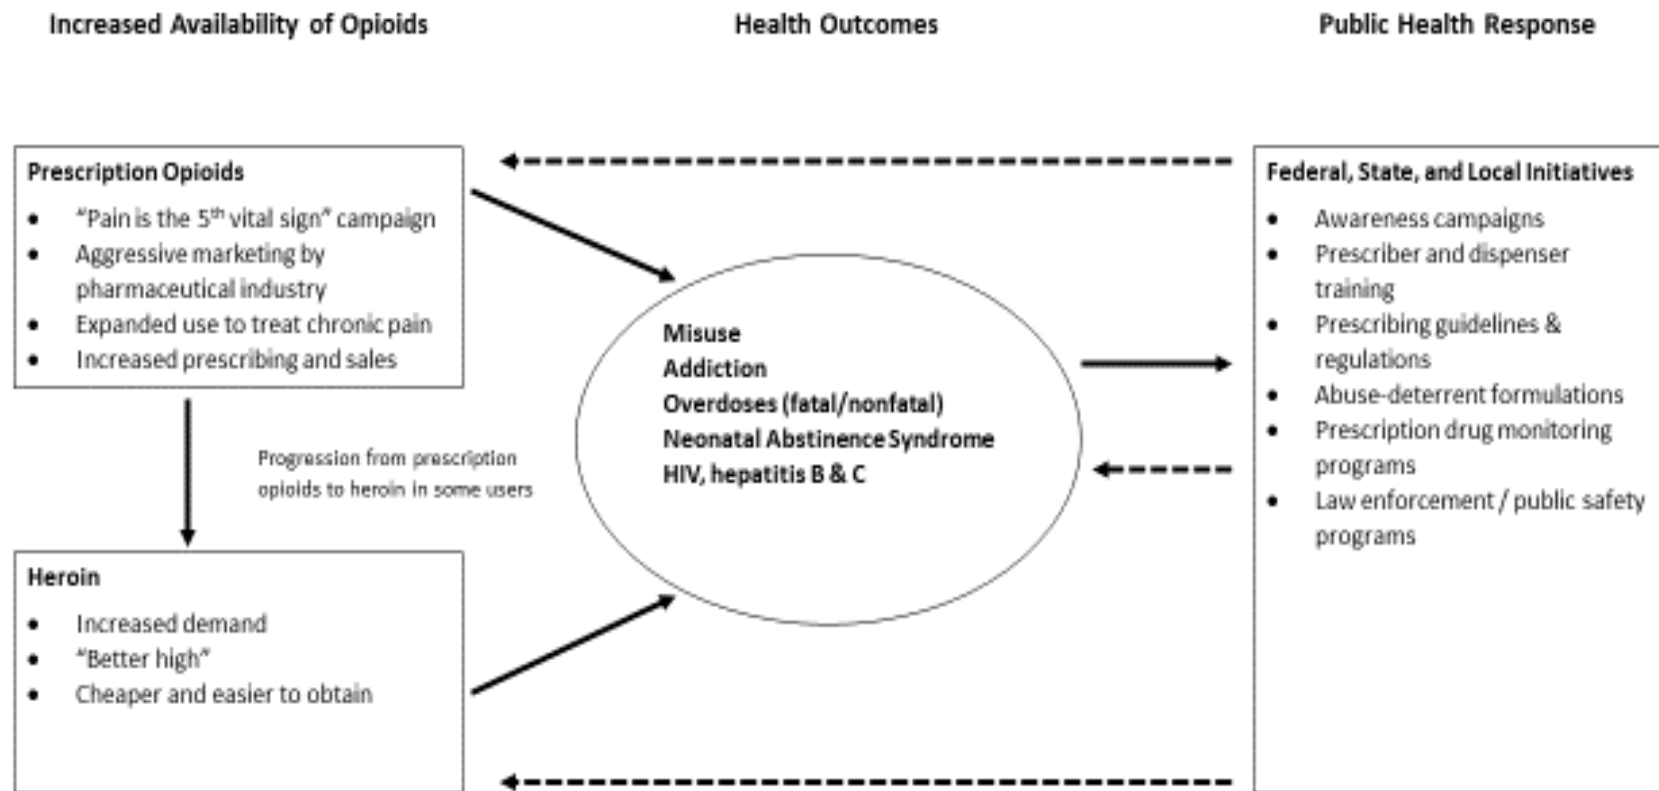 Increased Availability of Opioids
Health Outcomes
Public Health Response
Prescription Opioids
• "Pain is the 5th vital sign" campaign
• Aggressive marketing by
pharmaceutical industry
• Expanded use to treat chronic pain
• Increased prescribing and sales
Progression from prescription
opioids to heroin in some users
Heroin
• Increased demand
• "Better high"
• Cheaper and easier to obtain
Misuse
Addiction
Overdoses (fatal/nonfatal)
Neonatal Abstinence Syndrome
HIV, hepatitis B & C
Federal, State, and Local Initiatives
• Awareness campaigns
• Prescriber and dispenser
training
• Prescribing guidelines &
regulations
• Abuse-deterrent formulations
• Prescription drug monitoring
programs
• Law enforcement / public safety
programs